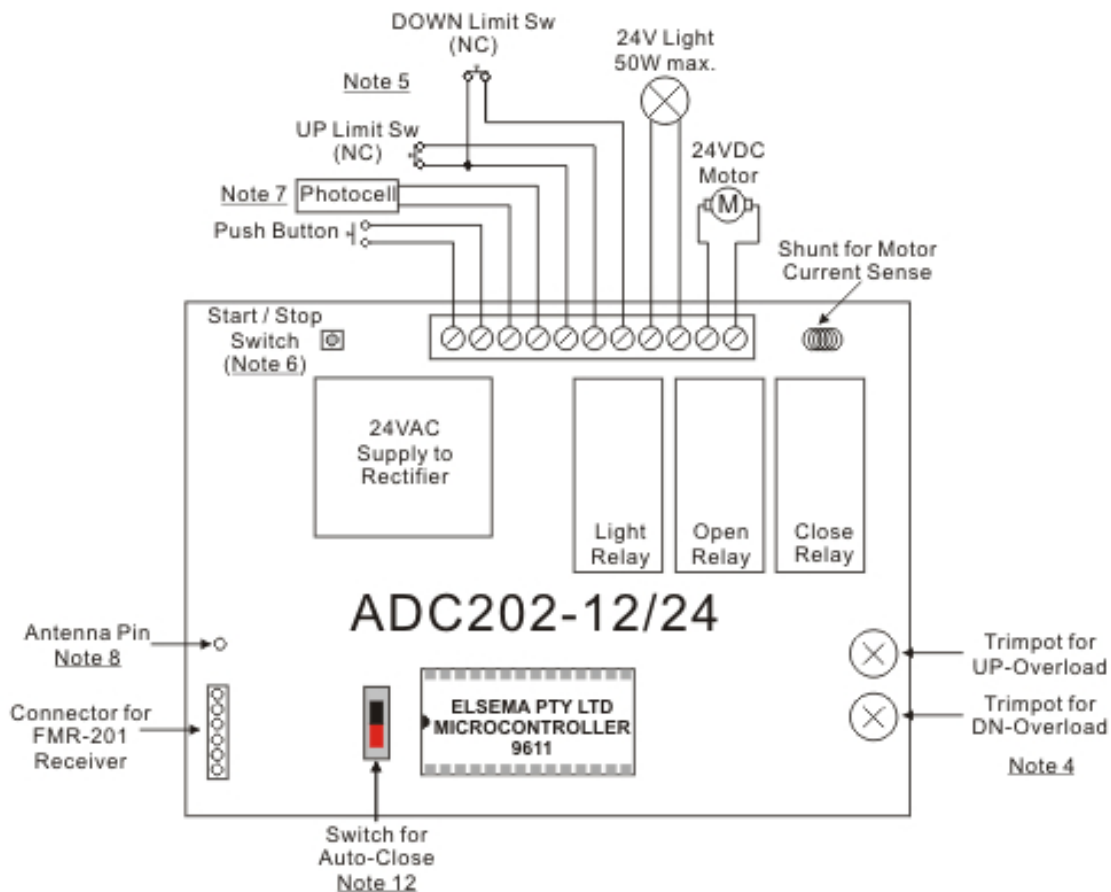 DOWN Limit Sw
(NC)
24V Light
50W max.
Note 5
UP Limit Sw
(NC)
24VDC
Motor
Note 7
Photocell
M
Push Button
Shunt for Motor
Current Sense
Start / Stop
Switch
(Note 6)
24VAC
Supply to
Rectifier
Light
Relay
Open
Relay
Close
Relay
ADC202-12/24
Antenna Pin
Note 8
Trimpot for
UP-Overload
Connector for
FMR-201
Receiver
ELSEMA PTY LTD
MICROCONTROLLER
9611
Trimpot for
DN-Overload
Note 4
Switch for
Auto-Close
Note 12